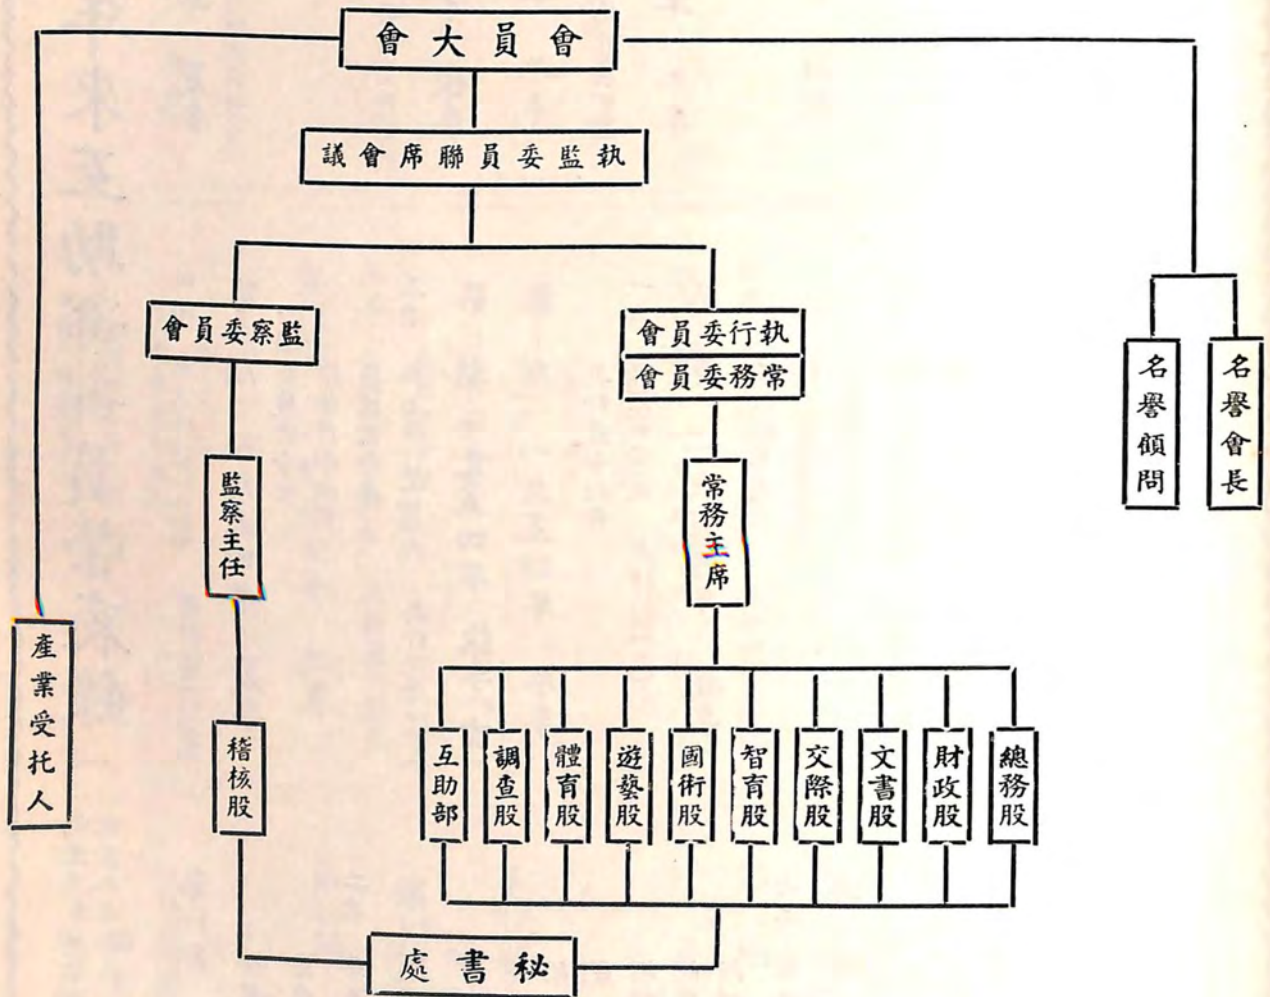 會員大會
執監委員聯席會議
執行委員會
常務委員會
監察委員會
名譽會長
名譽顧問
常務主席
監察主任
產業受托人
總務股
財政股
文書股
交際股
智育股
國術股
遊藝股
體育股
調查股
互助部
稽核股
秘書處